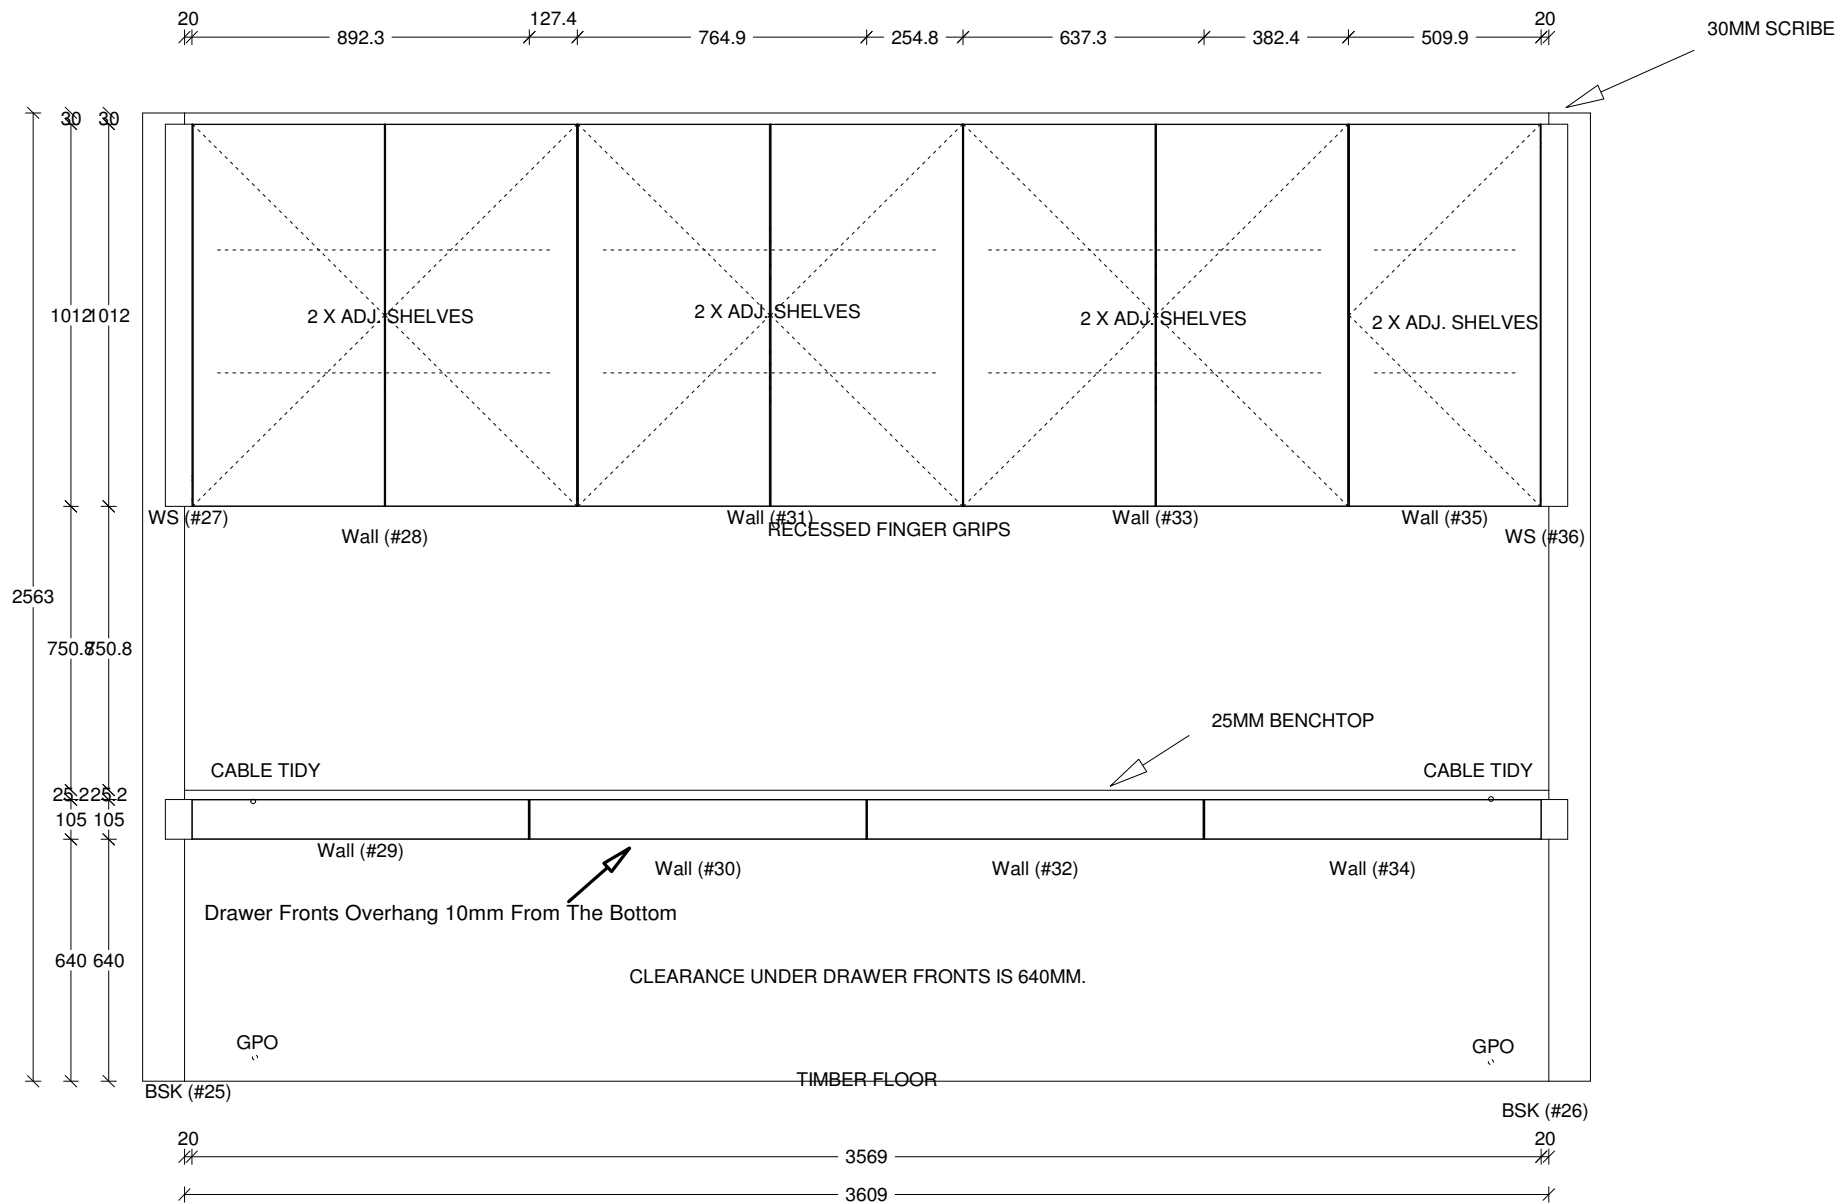 20
127.4
20
892.3
764.9
254.8
637.3
382.4
509.9
30MM SCRIBE
30
30
1012
1012
2 X ADJ. SHELVES
2 X ADJ. SHELVES
2 X ADJ. SHELVES
2 X ADJ. SHELVES
WS (#27)
Wall (#28)
Wall (#31)
RECESSED FINGER GRIPS
Wall (#33)
Wall (#35)
WS (#36)
2563
750.8
750.8
25MM BENCHTOP
CABLE TIDY
CABLE TIDY
25.2
25.2
105
105
Wall (#29)
Wall (#30)
Wall (#32)
Wall (#34)
Drawer Fronts Overhang 10mm From The Bottom
640
640
CLEARANCE UNDER DRAWER FRONTS IS 640MM.
GPO
GPO
TIMBER FLOOR
BSK (#25)
BSK (#26)
20
20
3569
3609